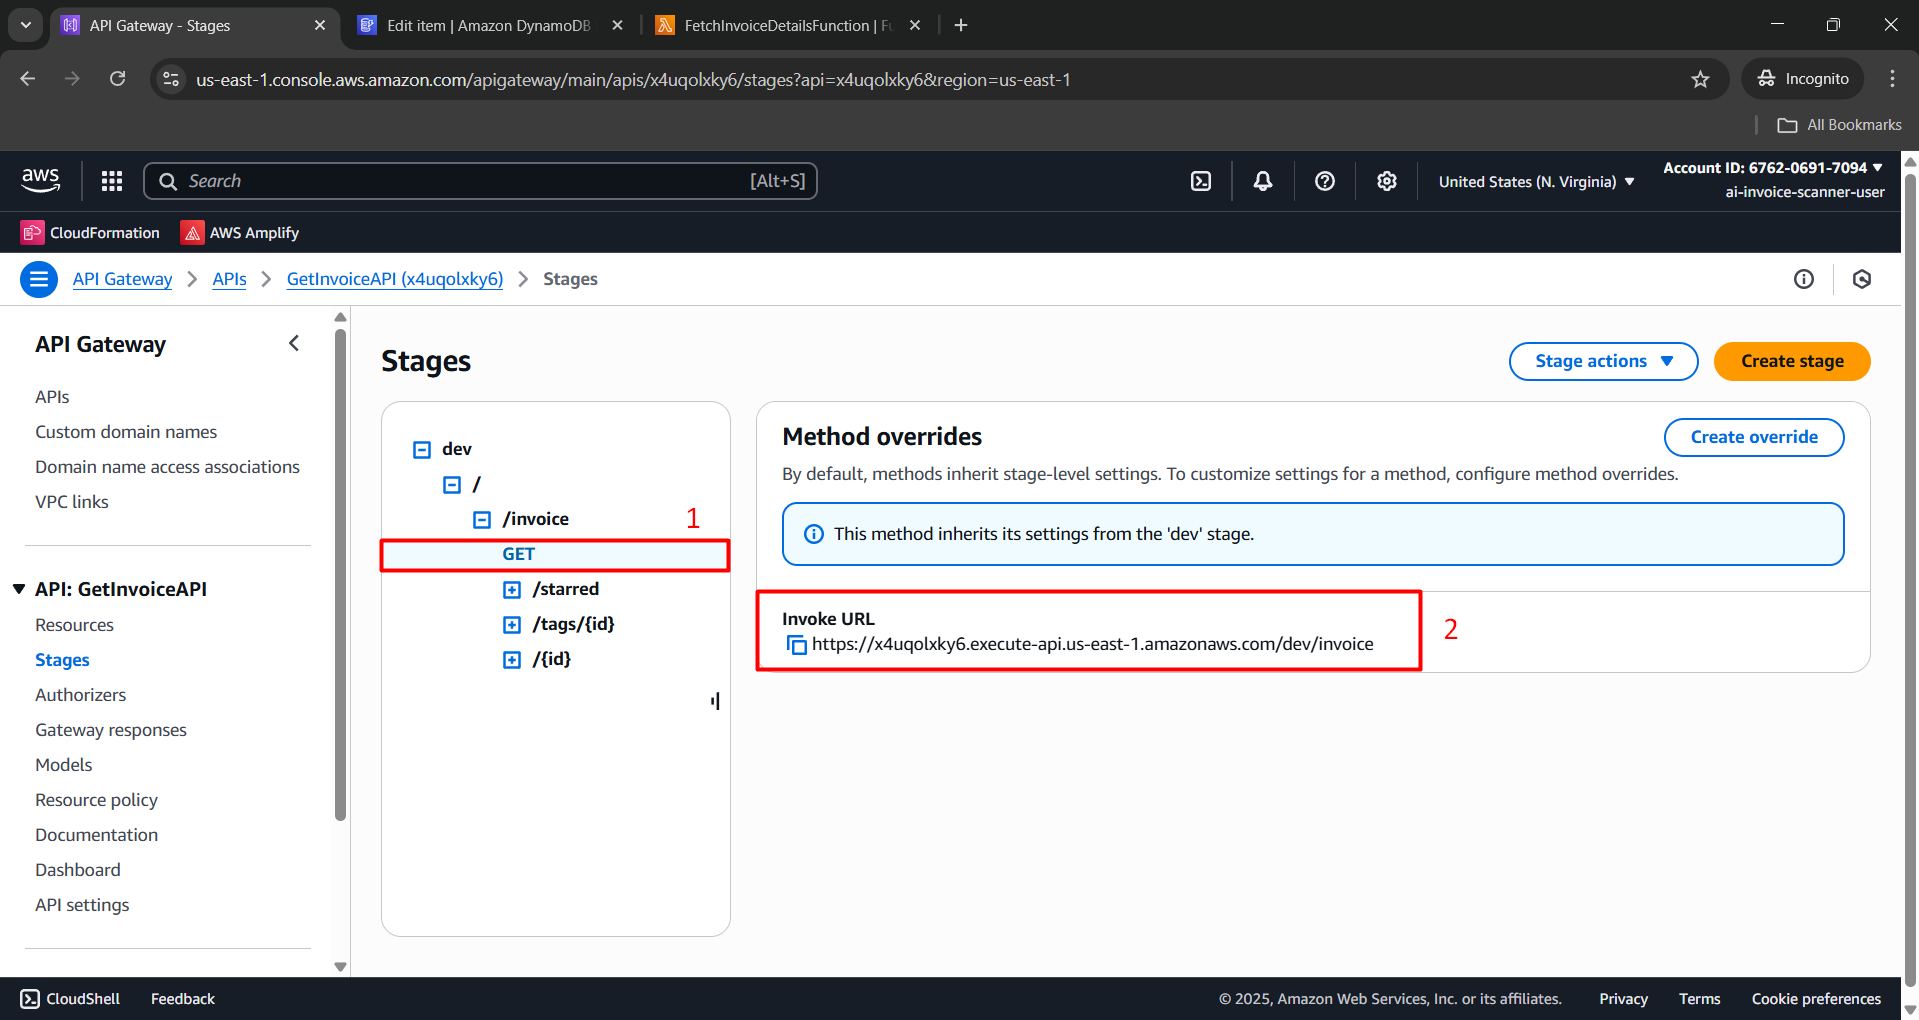 API Gateway - Stages
Edit item | Amazon DynamoDB
FetchInvoiceDetailsFunction | Fu
us-east-1.console.aws.amazon.com/apigateway/main/apis/x4uqolxky6/stages?api=x4uqolxky6&region=us-east-1
Incognito
All Bookmarks
aws
Search
[Alt+S]
United States (N. Virginia)
Account ID: 6762-0691-7094
ai-invoice-scanner-user
CloudFormation
AWS Amplify
API Gateway
APIs
GetInvoiceAPI (x4uqolxky6)
Stages
API Gateway
APIs
Custom domain names
Domain name access associations
VPC links
API: GetInvoiceAPI
Resources
Stages
Authorizers
Gateway responses
Models
Resource policy
Documentation
Dashboard
API settings
Stages
Stage actions
Create stage
dev
/
/invoice
1
GET
/starred
/tags/{id}
/{id}
Method overrides
Create override
By default, methods inherit stage-level settings. To customize settings for a method, configure method overrides.
This method inherits its settings from the 'dev' stage.
Invoke URL
https://x4uqolxky6.execute-api.us-east-1.amazonaws.com/dev/invoice
2
CloudShell
Feedback
© 2025, Amazon Web Services, Inc. or its affiliates.
Privacy
Terms
Cookie preferences